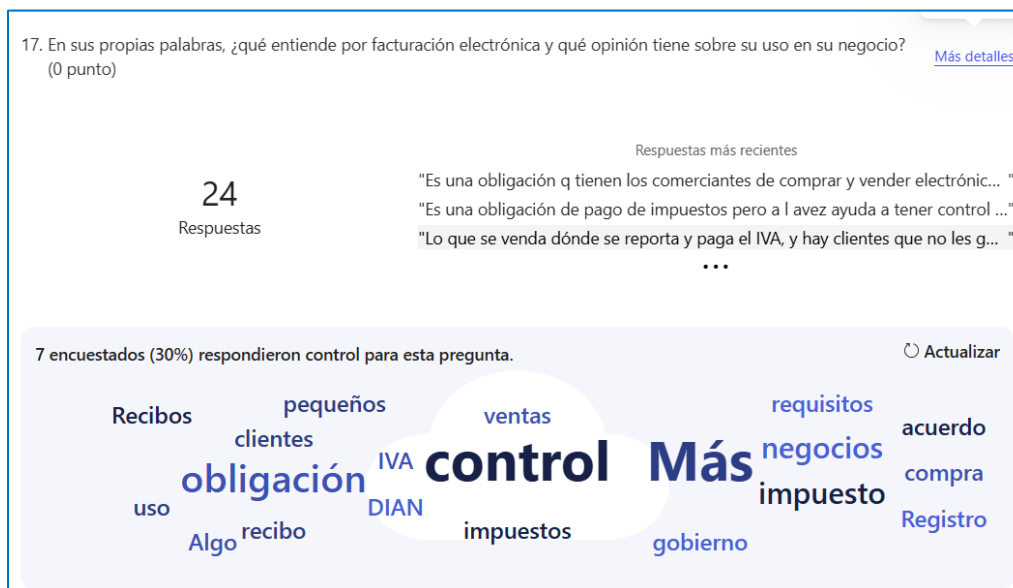 17. En sus propias palabras, ¿qué entiende por facturación electrónica y qué opinión tiene sobre su uso en su negocio?
(0 punto)
Más detalles
24
Respuestas
Respuestas más recientes
"Es una obligación q tienen los comerciantes de comprar y vender electrónic... "
"Es una obligación de pago de impuestos pero a l avez ayuda a tener control ..."
"Lo que se venda dónde se reporta y paga el IVA, y hay clientes que no les g... "
...
7 encuestados (30%) respondieron control para esta pregunta.
Actualizar
Recibos
pequeños
ventas
requisitos
clientes
acuerdo
obligación
IVA
control
Más
negocios
compra
impuesto
uso
DIAN
Registro
Algo
recibo
impuestos
gobierno